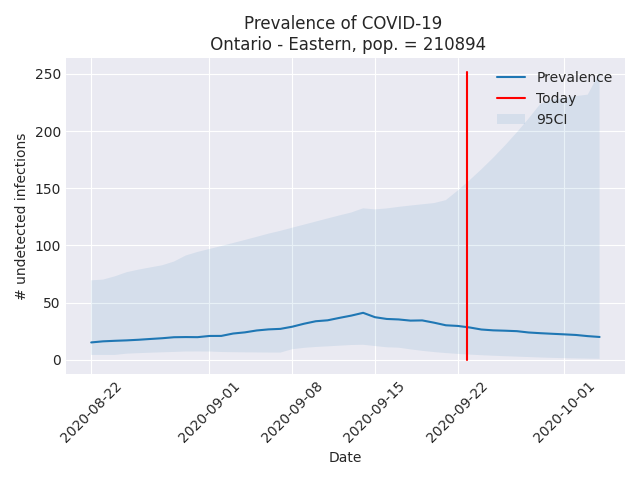 Prevalence of COVID-19
Ontario - Eastern, pop. = 210894
Prevalence
Today
95CI
250
200
150
100
50
0
# undetected infections
2020-08-22
2020-09-01
2020-09-08
2020-09-15
2020-09-22
2020-10-01
Date